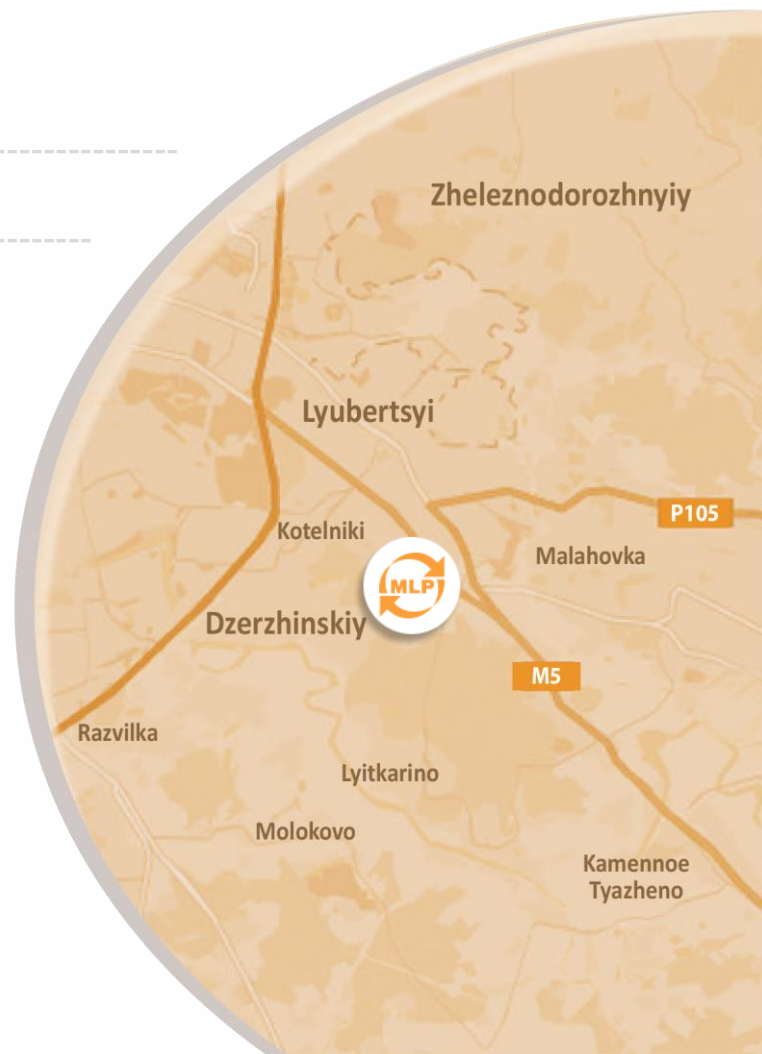 Zheleznodorozhnyiy
Lyubertsyi
P105
Kotelniki
Malahovka
MLP
Dzerzhinskiy
M5
Razvilka
Lyitkarino
Molokovo
Kamennoe
Tyazheno